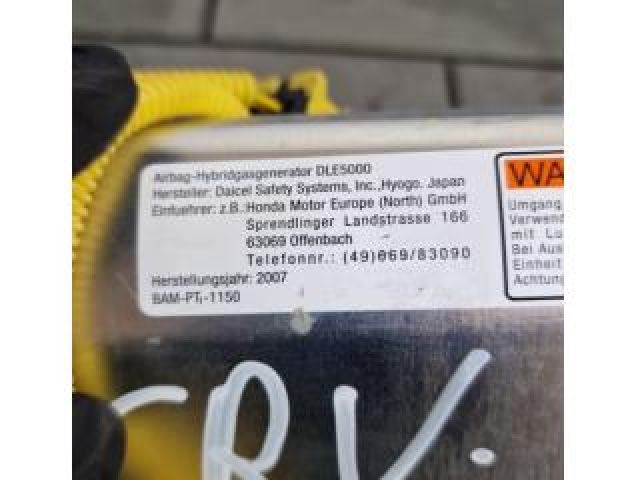 Airbag-Hybridgasgenerator DLE5000
Hersteller: Daicel Safety Systems, Inc.,Hyogo, Japan
Einfuehrer: z.B.:Honda Motor Europe (North) GmbH
Sprendlinger Landstrasse 166
63069 Offenbach
Telefonnr.: (49)069/83090
Herstellungsjahr: 2007
BAM-PT₁-1150
WA
Umgang
Verwend
mit Lu
Bei Aus
Einheit
Achtung
CRV